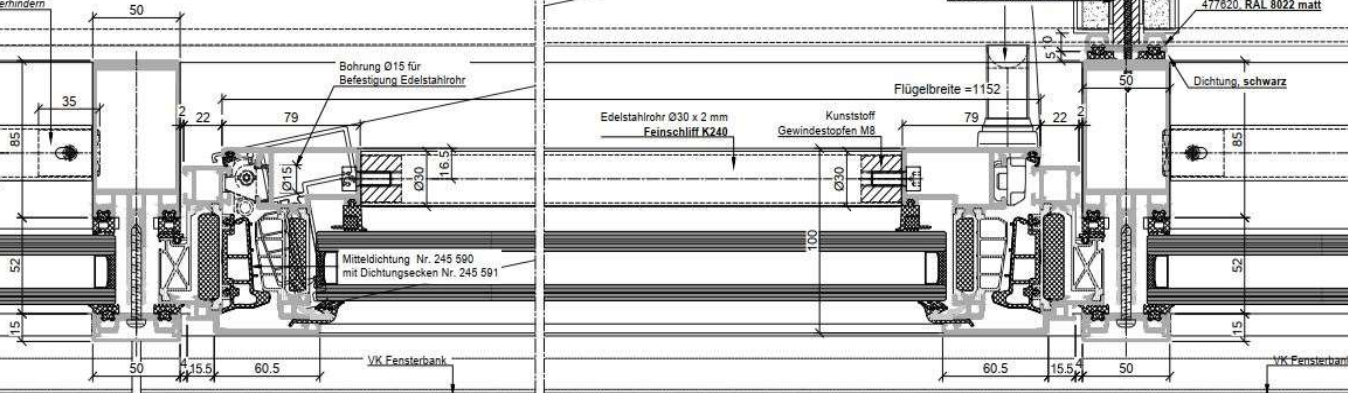 erhindern
50
477620, RAL 8022 matt
10
5
Bohrung Ø15 für
Befestigung Edelstahlrohr
Flügelbreite =1152
50
Dichtung, schwarz
35
2
22
79
Edelstahlrohr Ø30 x 2 mm
Feinschliff K240
Kunststoff
Gewindestopfen M8
79
22
2
85
Ø15
Ø30
16.5
Ø30
85
100
Mitteldichtung Nr. 245 590
mit Dichtungsecken Nr. 245 591
52
52
15
15
VK Fensterbank
VK Fensterbank
50
4
15.5
60.5
60.5
15.5
4
50